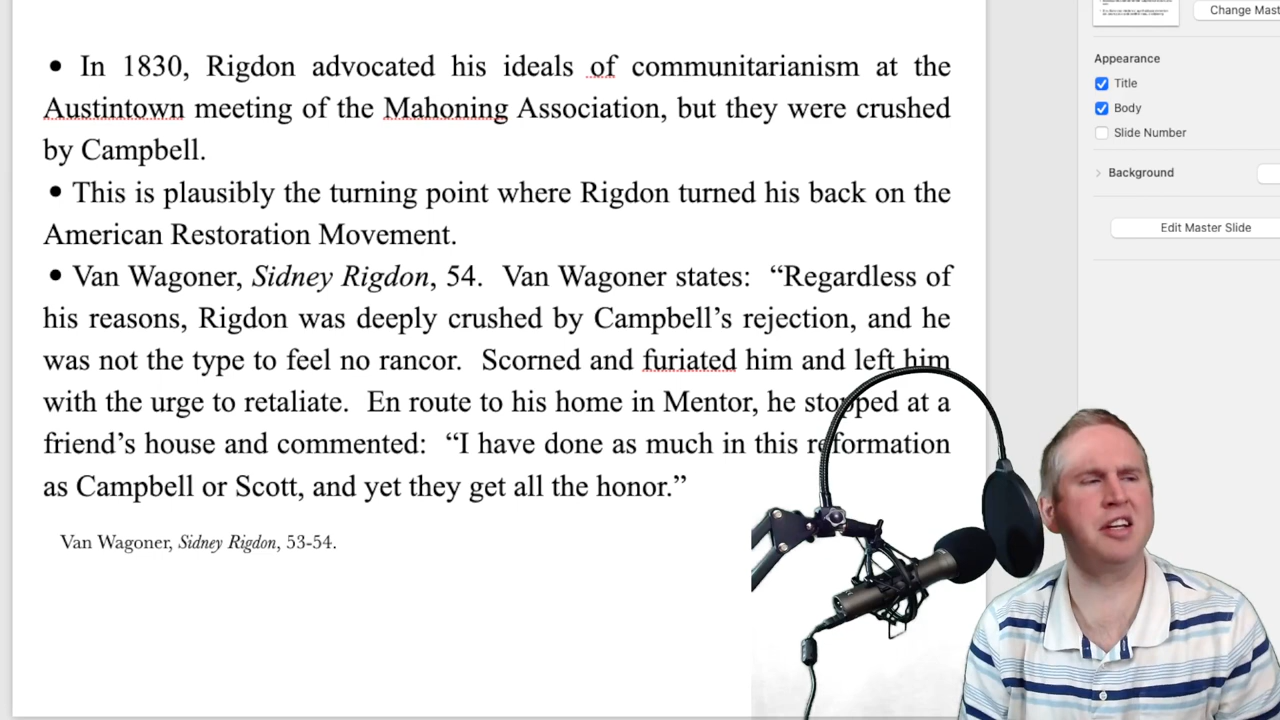 • In 1830, Rigdon advocated his ideals of communitarianism at the
Austintown meeting of the Mahoning Association, but they were crushed
by Campbell.
• This is plausibly the turning point where Rigdon turned his back on the
American Restoration Movement.
• Van Wagoner, Sidney Rigdon, 54.  Van Wagoner states:  “Regardless of
his reasons, Rigdon was deeply crushed by Campbell’s rejection, and he
was not the type to feel no rancor.  Scorned and furiated him and left him
with the urge to retaliate.  En route to his home in Mentor, he stopped at a
friend’s house and commented:  “I have done as much in this reformation
as Campbell or Scott, and yet they get all the honor.”
Van Wagoner, Sidney Rigdon, 53-54.
Change Mast
Appearance
Title
Body
Slide Number
Background
Edit Master Slide